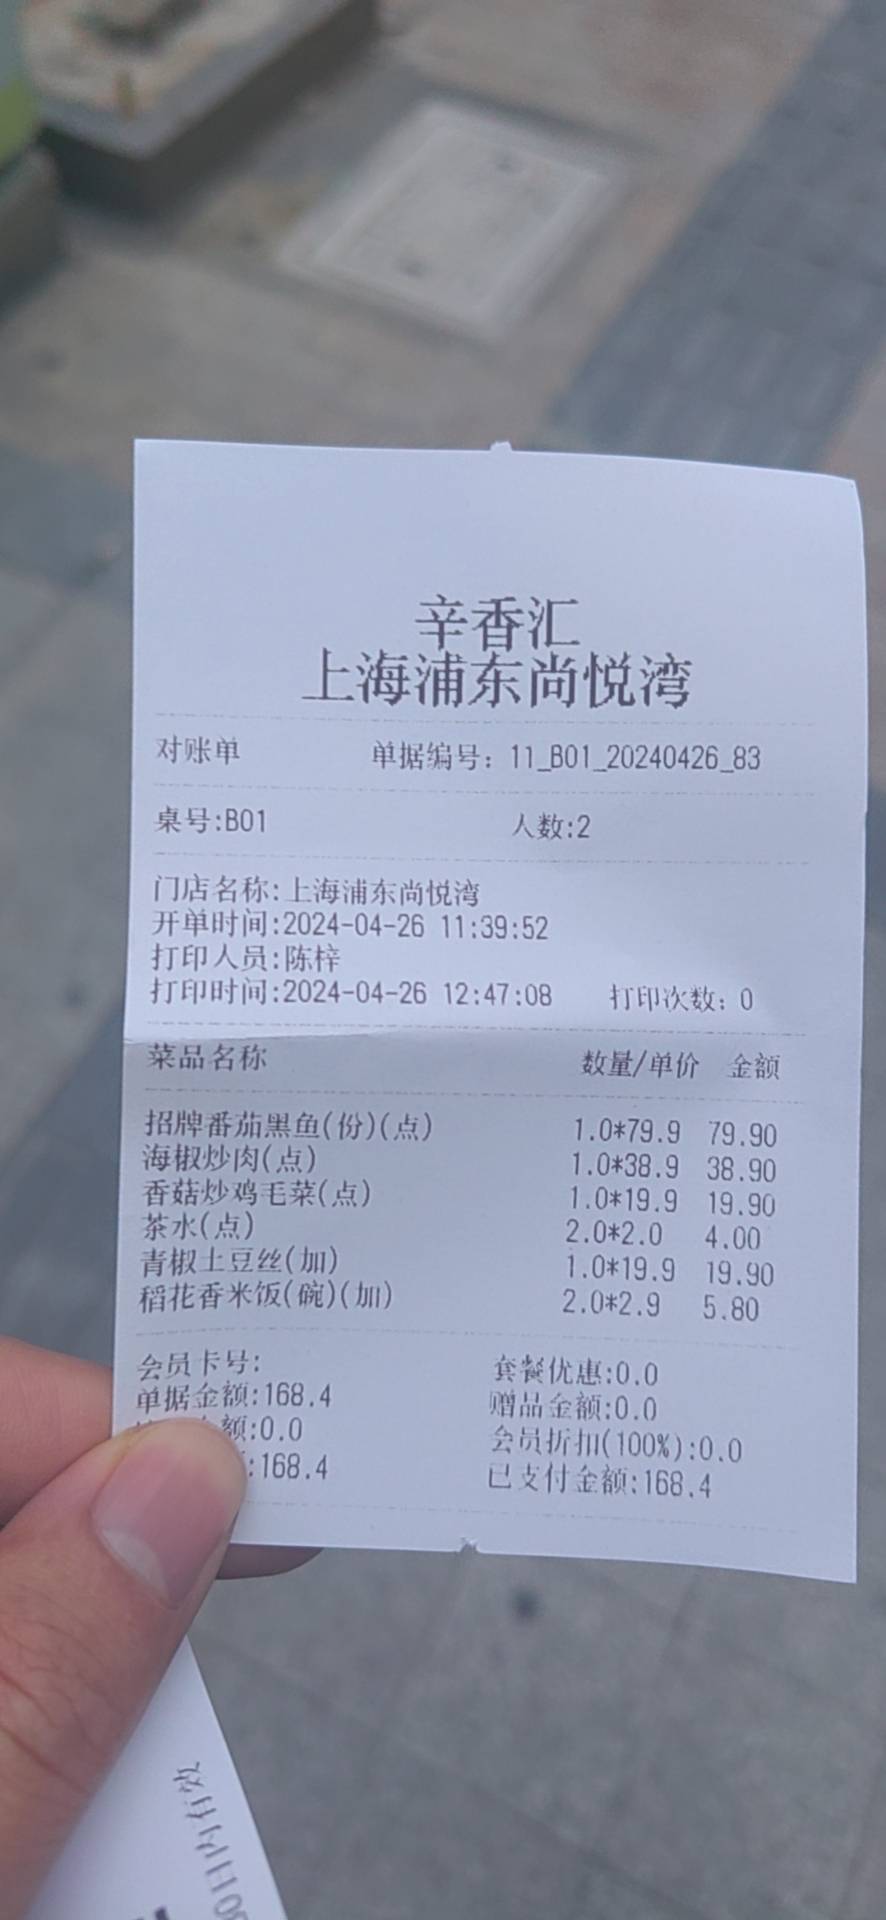 辛香汇
上海浦东尚悦湾
对账单 单据编号：11_B01_20240426_83
桌号:B01 人数:2
门店名称:上海浦东尚悦湾
开单时间:2024-04-26 11:39:52
打印人员:陈梓
打印时间:2024-04-26 12:47:08 打印次数：0
菜品名称 数量/单价 金额
招牌番茄黑鱼(份)(点) 1.0*79.9 79.90
海椒炒肉(点) 1.0*38.9 38.90
香菇炒鸡毛菜(点) 1.0*19.9 19.90
茶水(点) 2.0*2.0 4.00
青椒土豆丝(加) 1.0*19.9 19.90
稻花香米饭(碗)(加) 2.0*2.9 5.80
会员卡号: 套餐优惠:0.0
单据金额:168.4 赠品金额:0.0
额:0.0 会员折扣(100%):0.0
:168.4 已支付金额:168.4
0日内有效